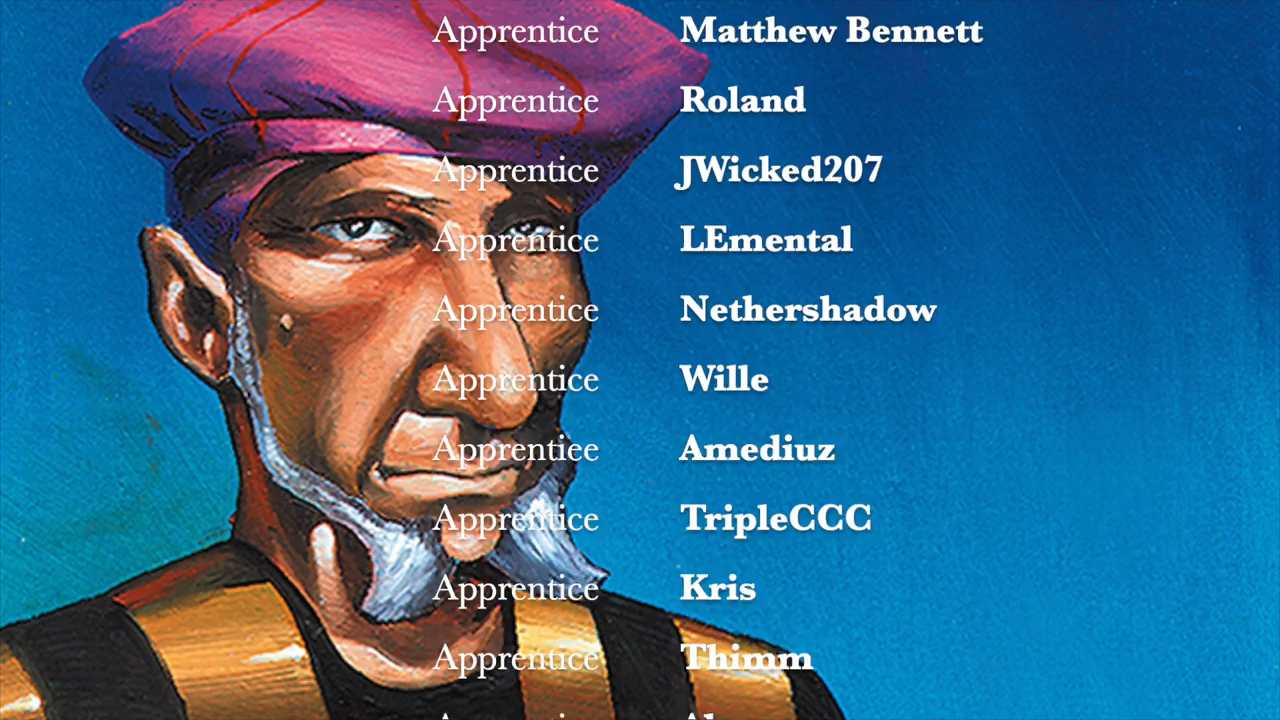 Apprentice Matthew Bennett
Apprentice Roland
Apprentice JWicked207
Apprentice LEmental
Apprentice Nethershadow
Apprentice Wille
Apprentice Amediuz
Apprentice TripleCCC
Apprentice Kris
Apprentice Thimm